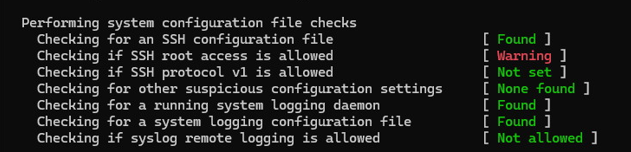 Performing system configuration file checks
Checking for an SSH configuration file [ Found ]
Checking if SSH root access is allowed [ Warning ]
Checking if SSH protocol v1 is allowed [ Not set ]
Checking for other suspicious configuration settings [ None found ]
Checking for a running system logging daemon [ Found ]
Checking for a system logging configuration file [ Found ]
Checking if syslog remote logging is allowed [ Not allowed ]